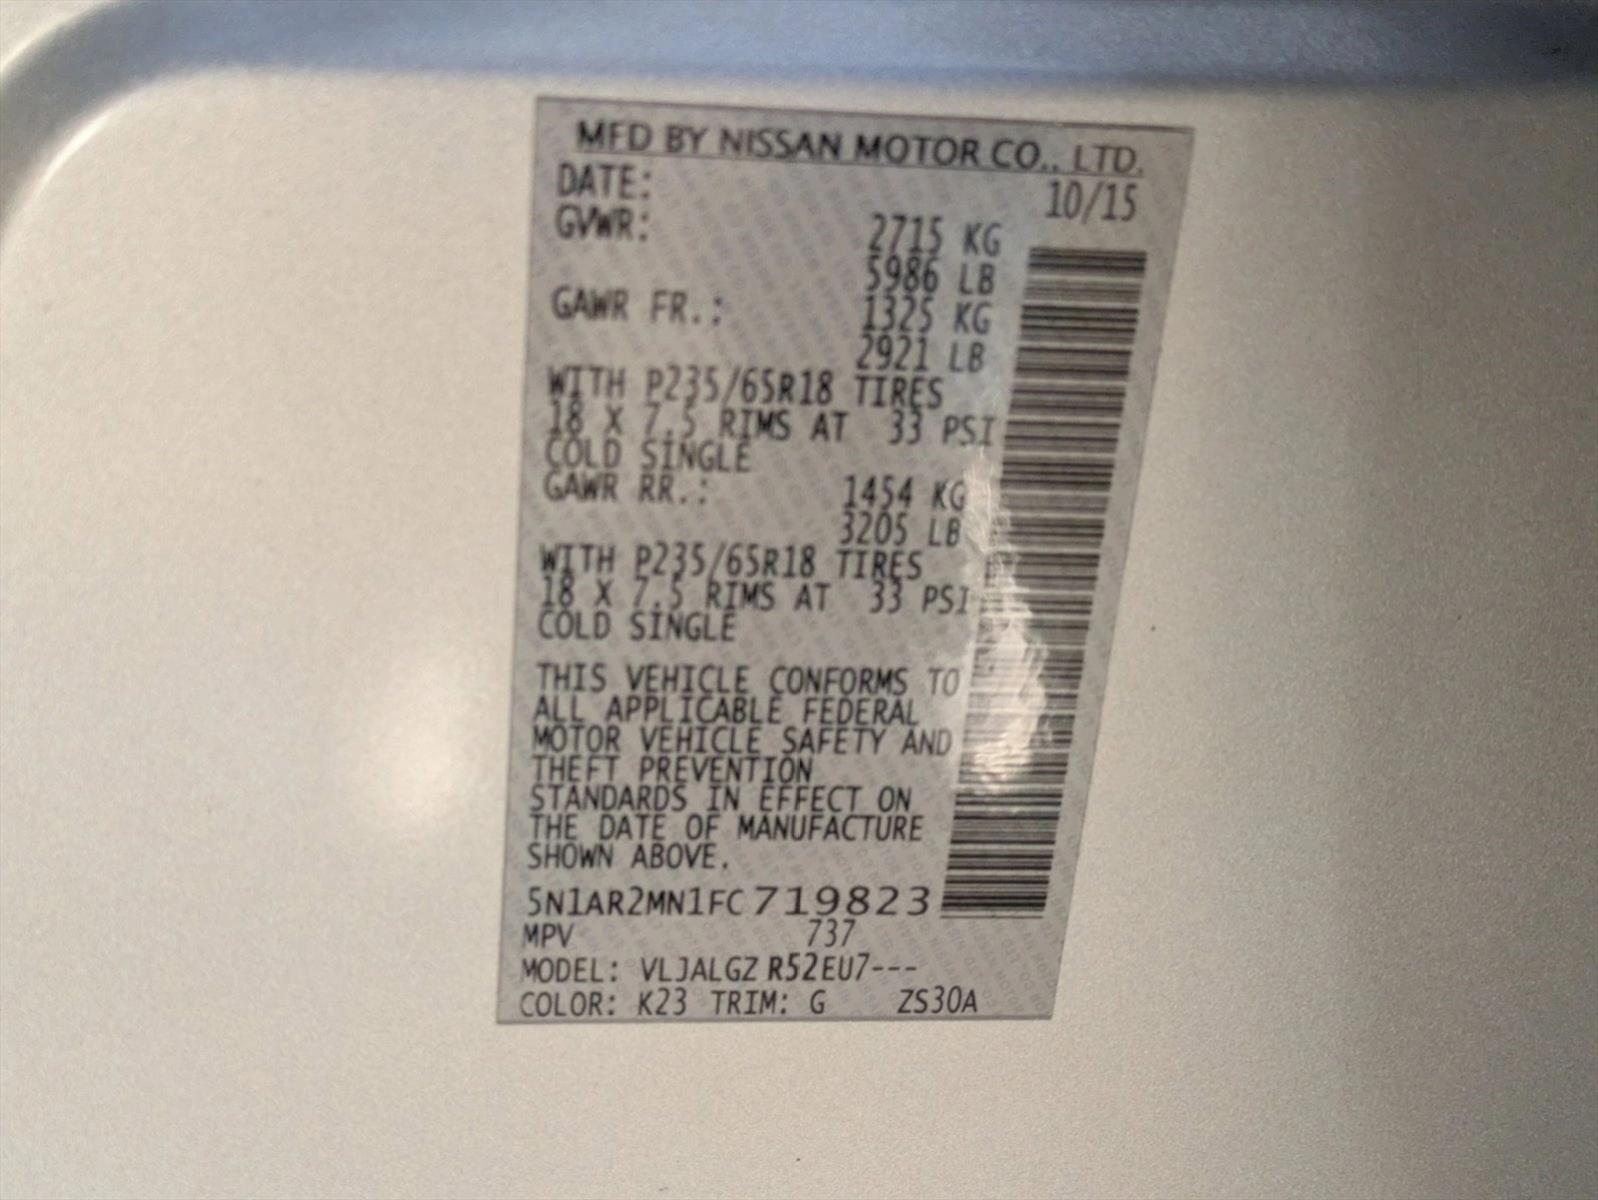 MFD BY NISSAN MOTOR CO., LTD.
DATE: 10/15
GVWR: 2715 KG
5986 LB
GAWR FR.: 1325 KG
2921 LB
WITH P235/65R18 TIRES
18 X 7.5 RIMS AT 33 PSI
COLD SINGLE
GAWR RR.: 1454 KG
3205 LB
WITH P235/65R18 TIRES
18 X 7.5 RIMS AT 33 PSI
COLD SINGLE
THIS VEHICLE CONFORMS TO
ALL APPLICABLE FEDERAL
MOTOR VEHICLE SAFETY AND
THEFT PREVENTION
STANDARDS IN EFFECT ON
THE DATE OF MANUFACTURE
SHOWN ABOVE.
5N1AR2MN1FC719823
MPV 737
MODEL: VLJALGZ R52EU7---
COLOR: K23 TRIM: G ZS30A